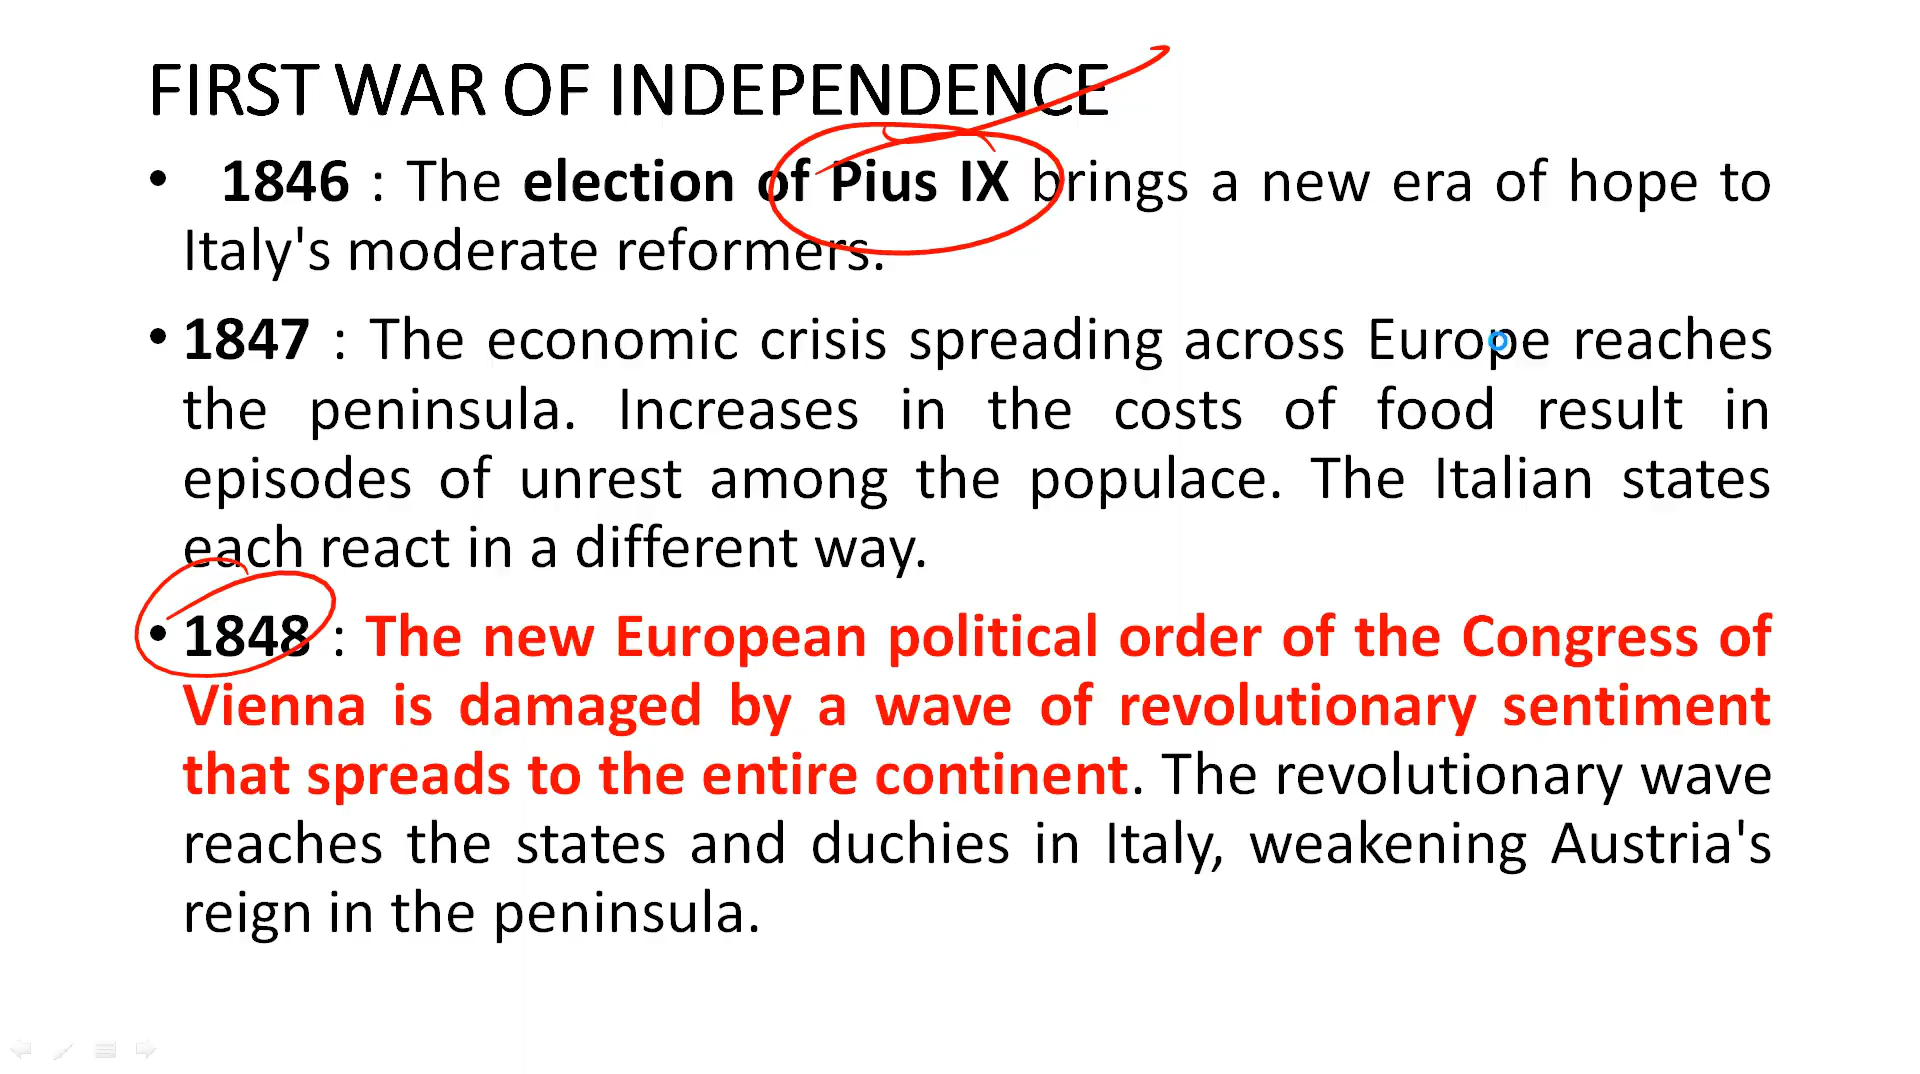 FIRST WAR OF INDEPENDENCE
• 1846 : The election of Pius IX brings a new era of hope to
Italy's moderate reformers.
• 1847 : The economic crisis spreading across Europe reaches
the peninsula. Increases in the costs of food result in
episodes of unrest among the populace. The Italian states
each react in a different way.
• 1848 : The new European political order of the Congress of
Vienna is damaged by a wave of revolutionary sentiment
that spreads to the entire continent. The revolutionary wave
reaches the states and duchies in Italy, weakening Austria's
reign in the peninsula.